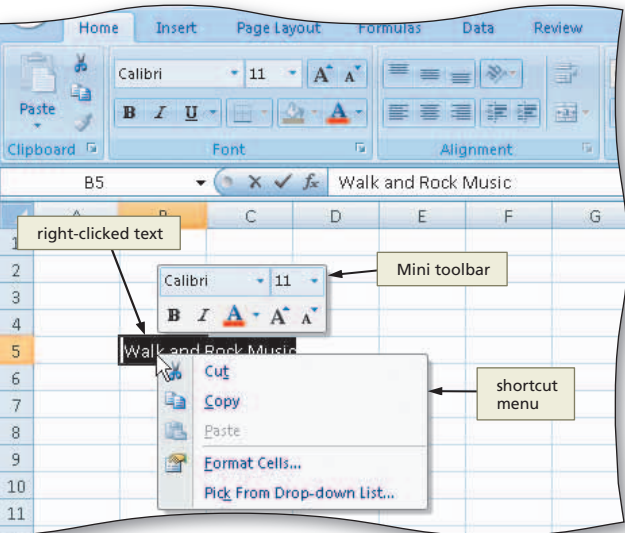 Home Insert Page Layout Formulas Data Review
Calibri 11 A A
Paste
B I U A
Clipboard Font Alignment
B5 fx Walk and Rock Music
A B C D E F G
right-clicked text
1
2
Calibri 11
Mini toolbar
3
B I A A A
4
5 Walk and Rock Music
Cut
6
shortcut
menu
7 Copy
8 Paste
9 Format Cells...
10 Pick From Drop-down List...
11